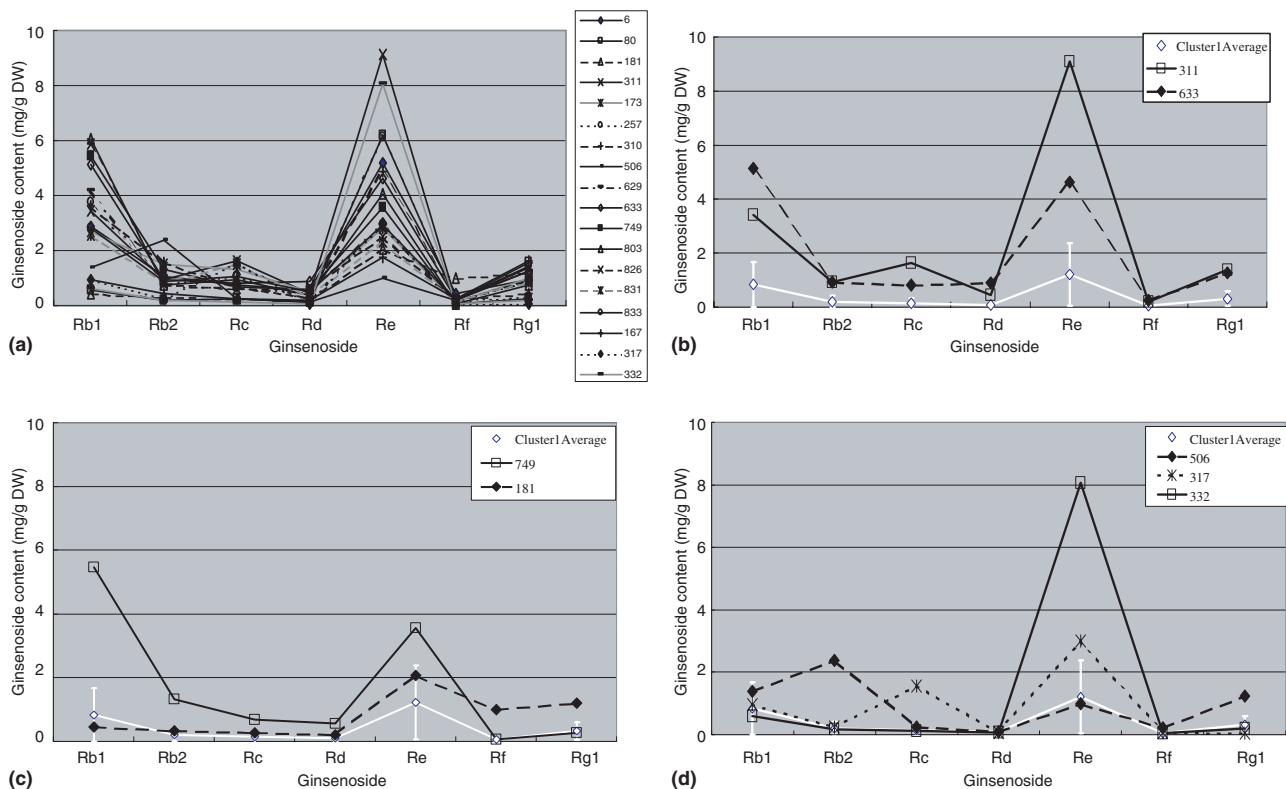 10
8
6
4
2
0
Ginsenoside content (mg/g DW)
Rb1 Rb2 Rc Rd Re Rf Rg1
Ginsenoside
(a)
6
80
181
311
173
257
310
506
629
633
749
803
826
831
833
167
317
332
10
8
6
4
2
0
Ginsenoside content (mg/g DW)
Cluster1Average
311
633
Rb1 Rb2 Rc Rd Re Rf Rg1
Ginsenoside
(b)
10
8
6
4
2
0
Ginsenoside content (mg/g DW)
Cluster1Average
749
181
Rb1 Rb2 Rc Rd Re Rf Rg1
Ginsenoside
(c)
10
8
6
4
2
0
Ginsenoside content (mg/g DW)
Cluster1Average
506
317
332
Rb1 Rb2 Rc Rd Re Rf Rg1
Ginsenoside
(d)